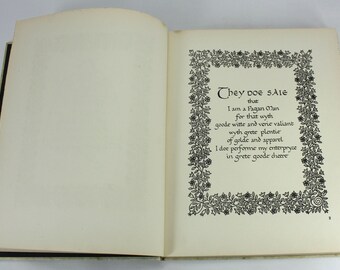 They doe saie
that
I am a Pagan Man
for that wyth
goode witte and verie valiant
wyth grete plentie
of golde and apparel
I doe performe my enterpryze
in grete goode cheere